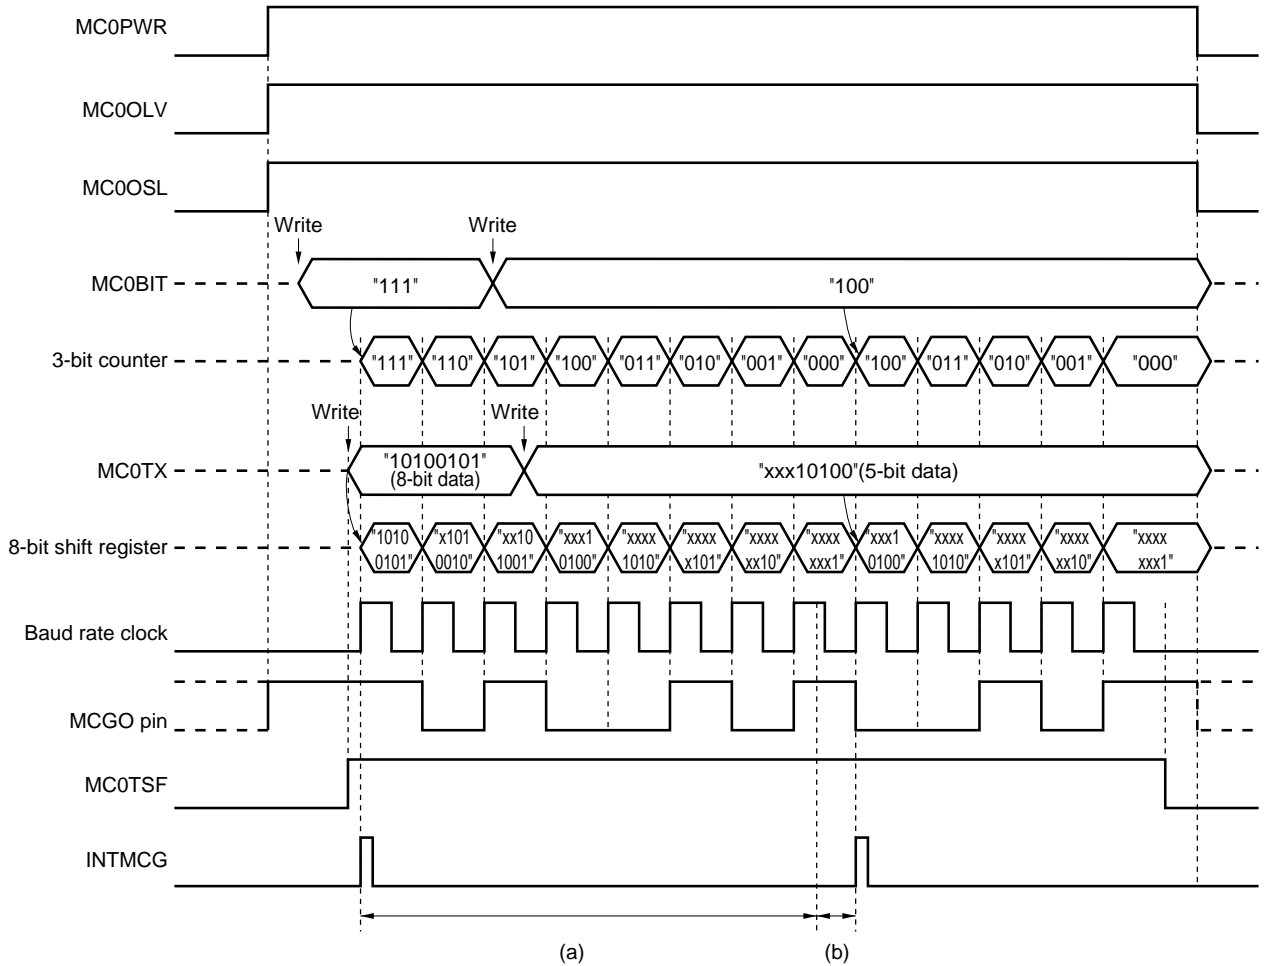 MC0PWR
MC0OLV
MC0OSL
Write Write
MC0BIT "111" "100"
3-bit counter "111" "110" "101" "100" "011" "010" "001" "000" "100" "011" "010" "001" "000"
Write Write
MC0TX "10100101" (8-bit data) "xxx10100"(5-bit data)
8-bit shift register "1010 0101" "x101 0010" "xx10 1001" "xxx1 0100" "xxxx 1010" "xxxx x101" "xxxx xx10" "xxxx xxx1" "xxx1 0100" "xxxx 1010" "xxxx x101" "xxxx xx10" "xxxx xxx1"
Baud rate clock
MCGO pin
MC0TSF
INTMCG
(a) (b)